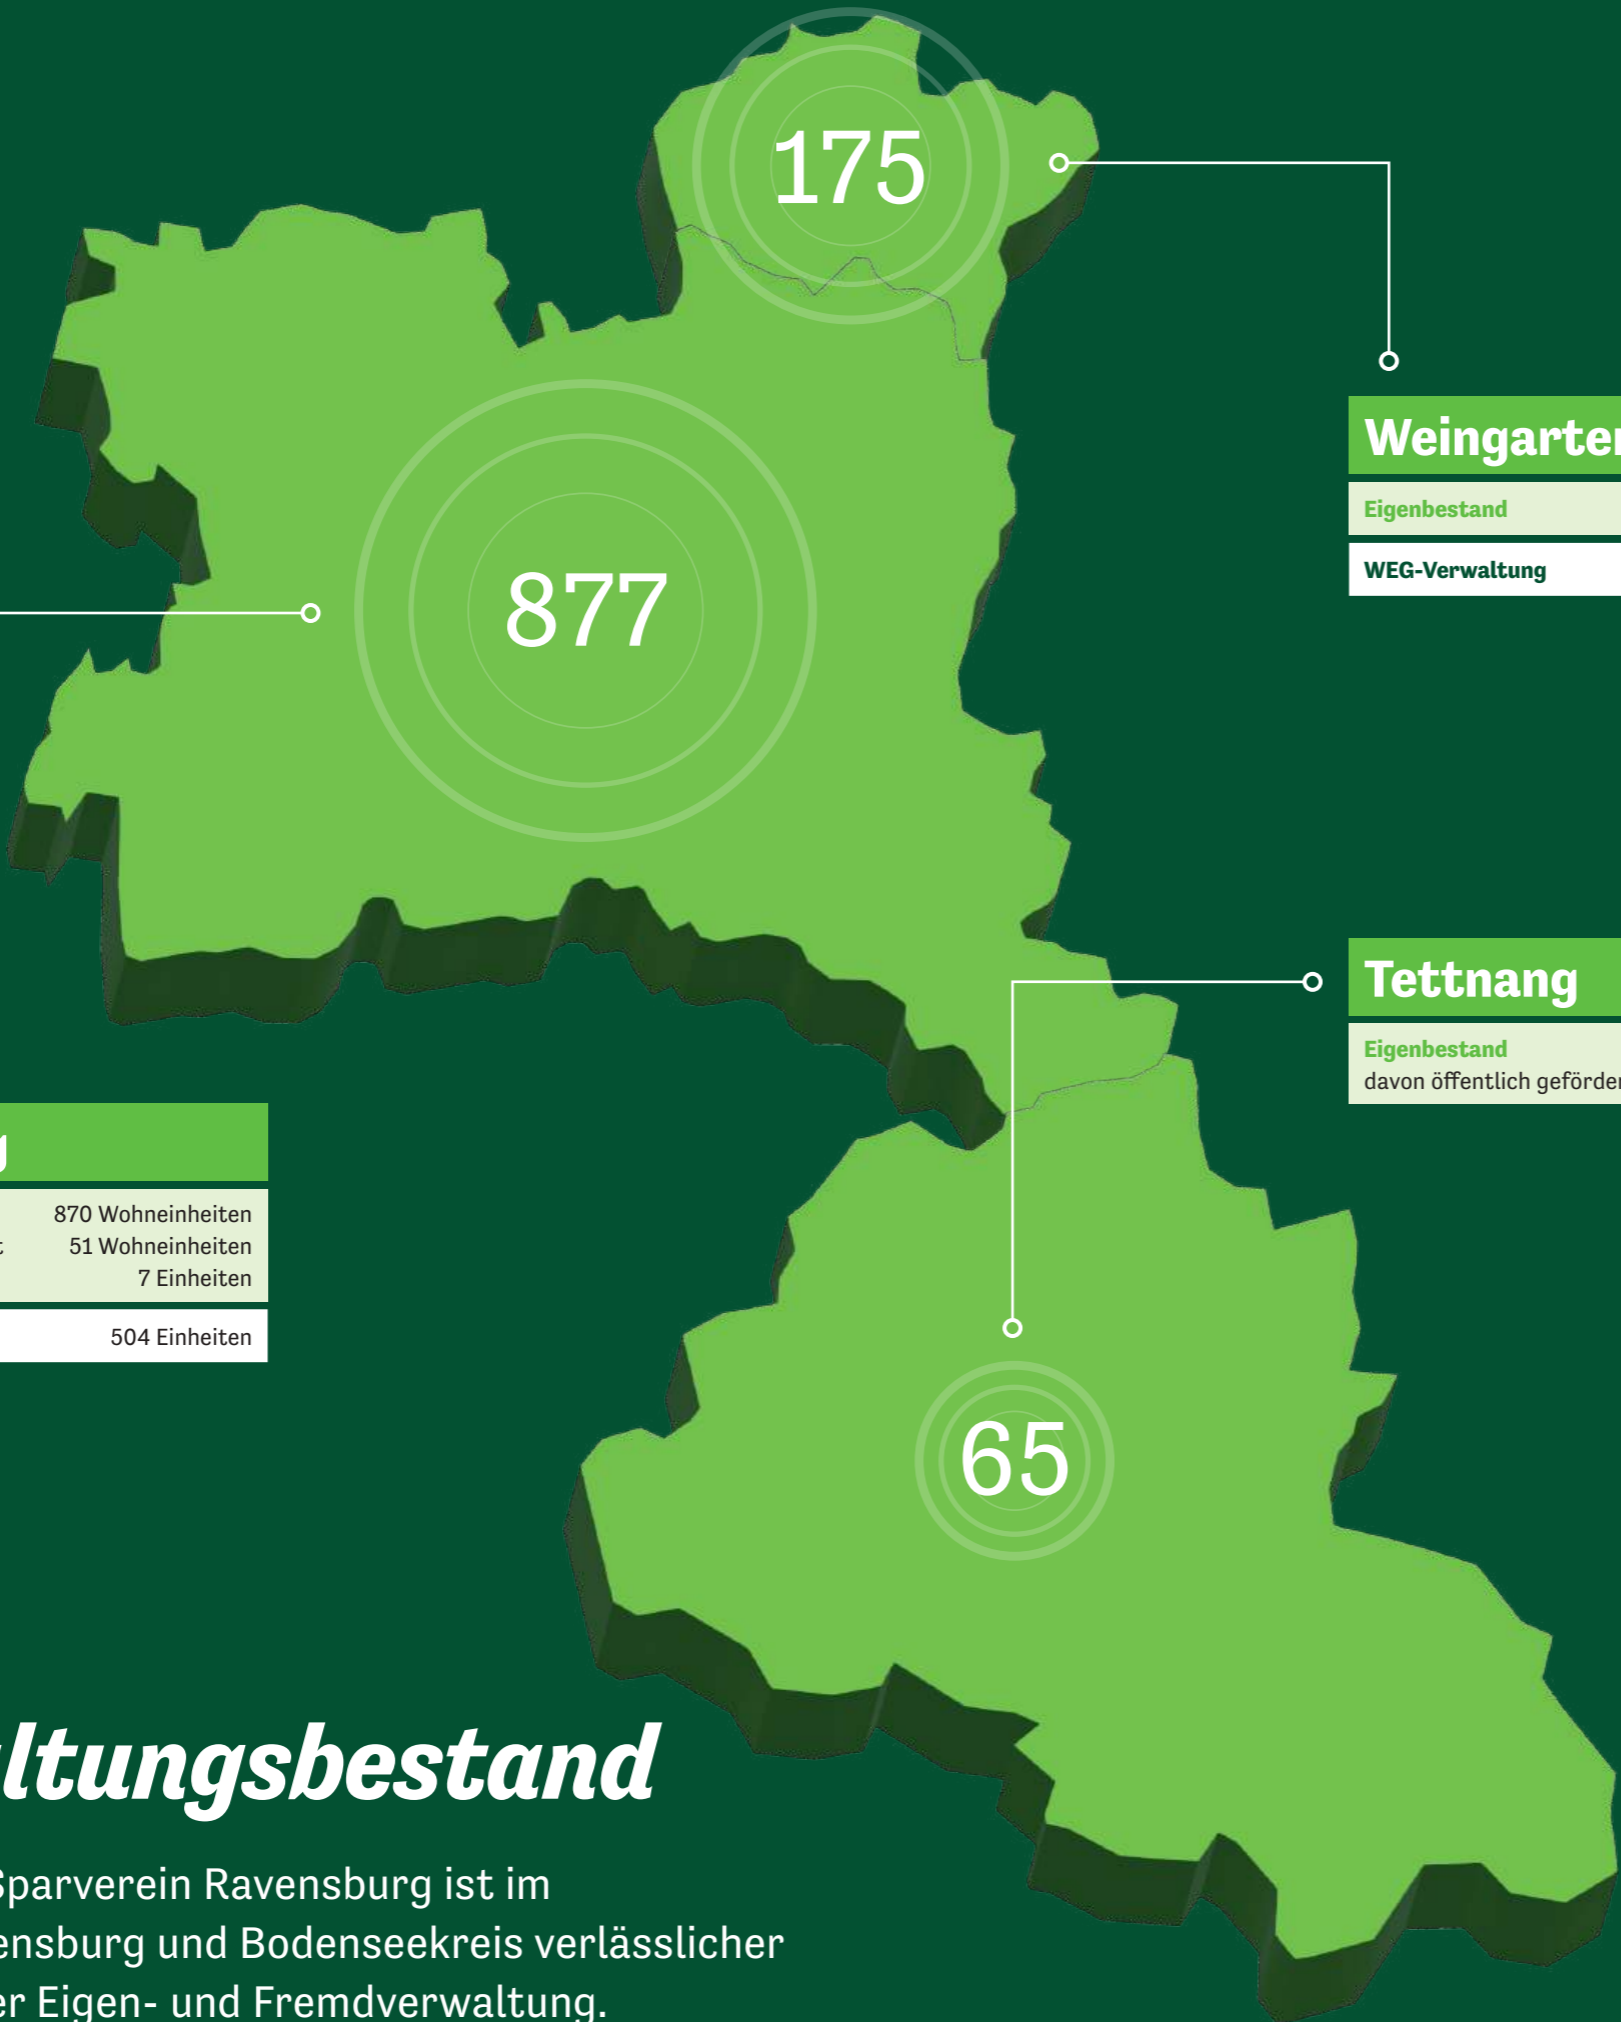 175
877
Weingarten
Eigenbestand
WEG-Verwaltung
Tettnang
Eigenbestand
davon öffentlich geförder
g
870 Wohneinheiten
t 51 Wohneinheiten
7 Einheiten
504 Einheiten
65
ltungsbestand
Sparverein Ravensburg ist im
ensburg und Bodenseekreis verlässlicher
er Eigen- und Fremdverwaltung.